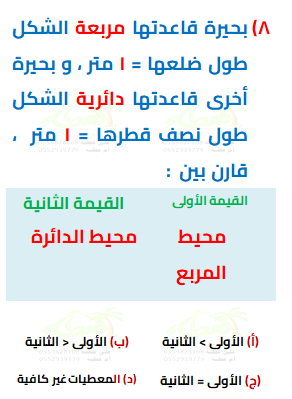 ٨) بحيرة قاعدتها مربعة الشكل
طول ضلعها = ١ متر ، و بحيرة
أخرى قاعدتها دائرية الشكل
طول نصف قطرها = ١ متر ،
قارن بين :
القيمة الأولى القيمة الثانية
محيط المربع
محيط الدائرة
(أ) الأولى > الثانية (ب) الأولى < الثانية
(ج) الأولى = الثانية (د) المعطيات غير كافية